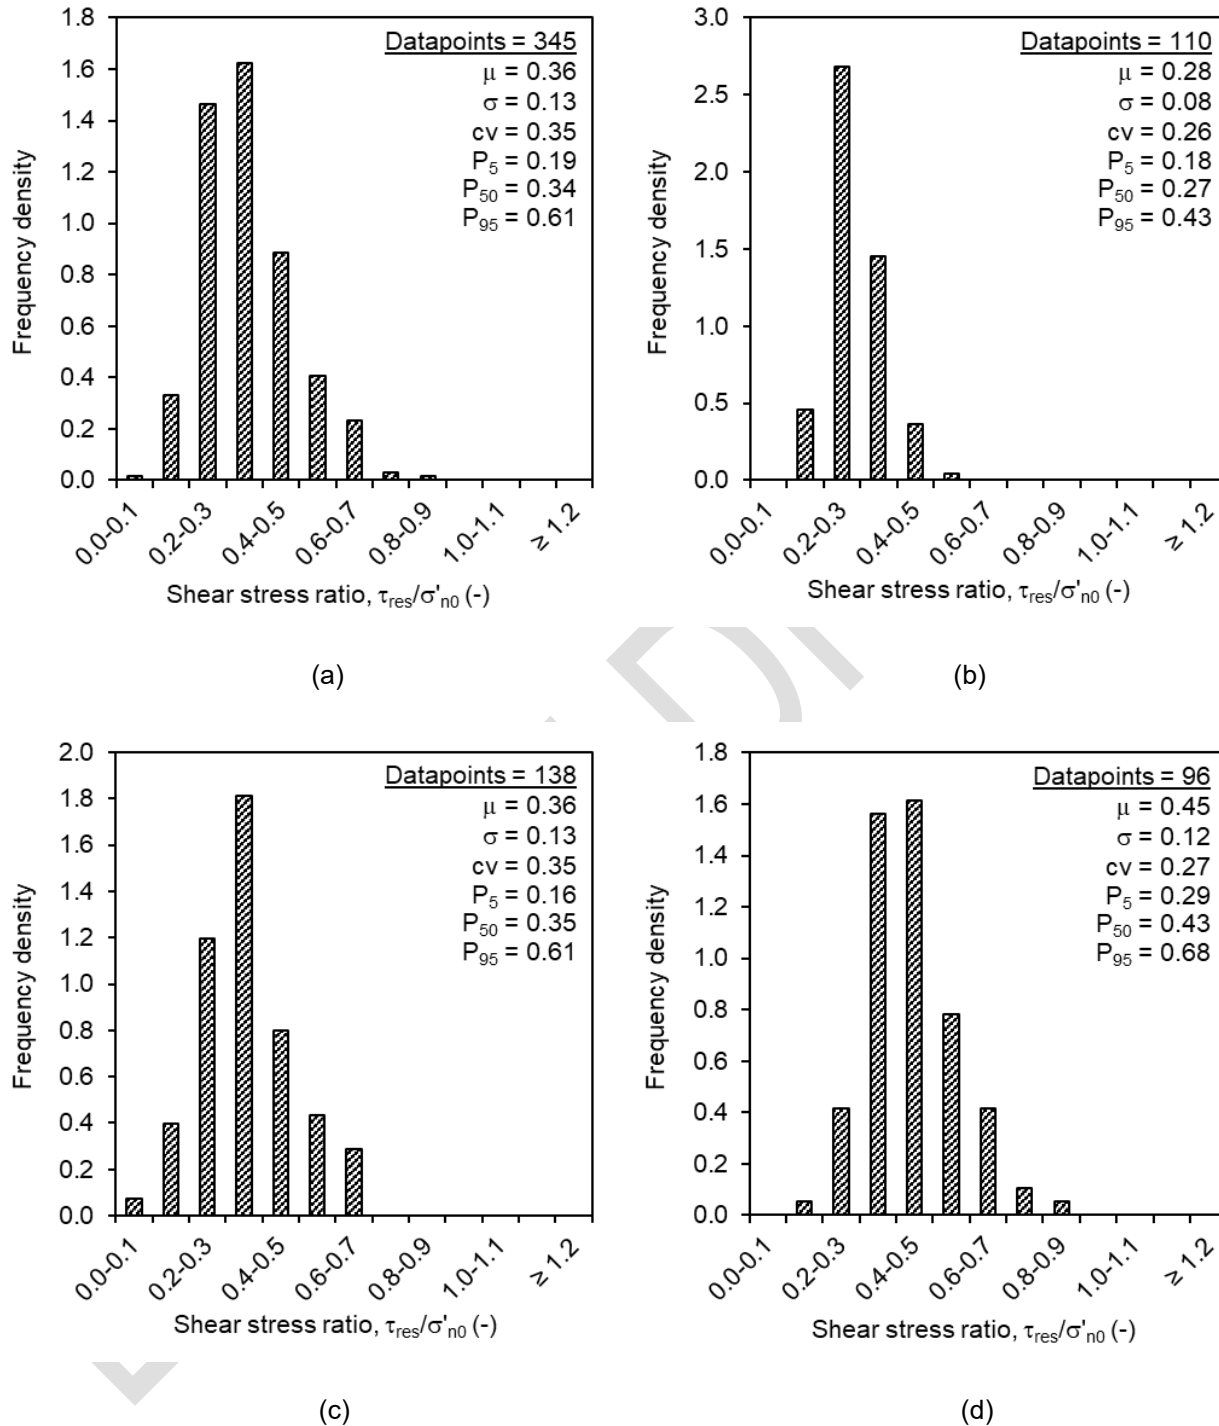 1.8
1.6
1.4
1.2
1.0
0.8
0.6
0.4
0.2
0.0
Frequency density
Datapoints = 345
μ = 0.36
σ = 0.13
cv = 0.35
P5 = 0.19
P50 = 0.34
P95 = 0.61
0.0-0.1
0.2-0.3
0.4-0.5
0.6-0.7
0.8-0.9
1.0-1.1
≥ 1.2
Shear stress ratio, τres/σ'n0 (-)
(a)
3.0
2.5
2.0
1.5
1.0
0.5
0.0
Frequency density
Datapoints = 110
μ = 0.28
σ = 0.08
cv = 0.26
P5 = 0.18
P50 = 0.27
P95 = 0.43
0.0-0.1
0.2-0.3
0.4-0.5
0.6-0.7
0.8-0.9
1.0-1.1
≥ 1.2
Shear stress ratio, τres/σ'n0 (-)
(b)
2.0
1.8
1.6
1.4
1.2
1.0
0.8
0.6
0.4
0.2
0.0
Frequency density
Datapoints = 138
μ = 0.36
σ = 0.13
cv = 0.35
P5 = 0.16
P50 = 0.35
P95 = 0.61
0.0-0.1
0.2-0.3
0.4-0.5
0.6-0.7
0.8-0.9
1.0-1.1
≥ 1.2
Shear stress ratio, τres/σ'n0 (-)
(c)
1.8
1.6
1.4
1.2
1.0
0.8
0.6
0.4
0.2
0.0
Frequency density
Datapoints = 96
μ = 0.45
σ = 0.12
cv = 0.27
P5 = 0.29
P50 = 0.43
P95 = 0.68
0.0-0.1
0.2-0.3
0.4-0.5
0.6-0.7
0.8-0.9
1.0-1.1
≥ 1.2
Shear stress ratio, τres/σ'n0 (-)
(d)